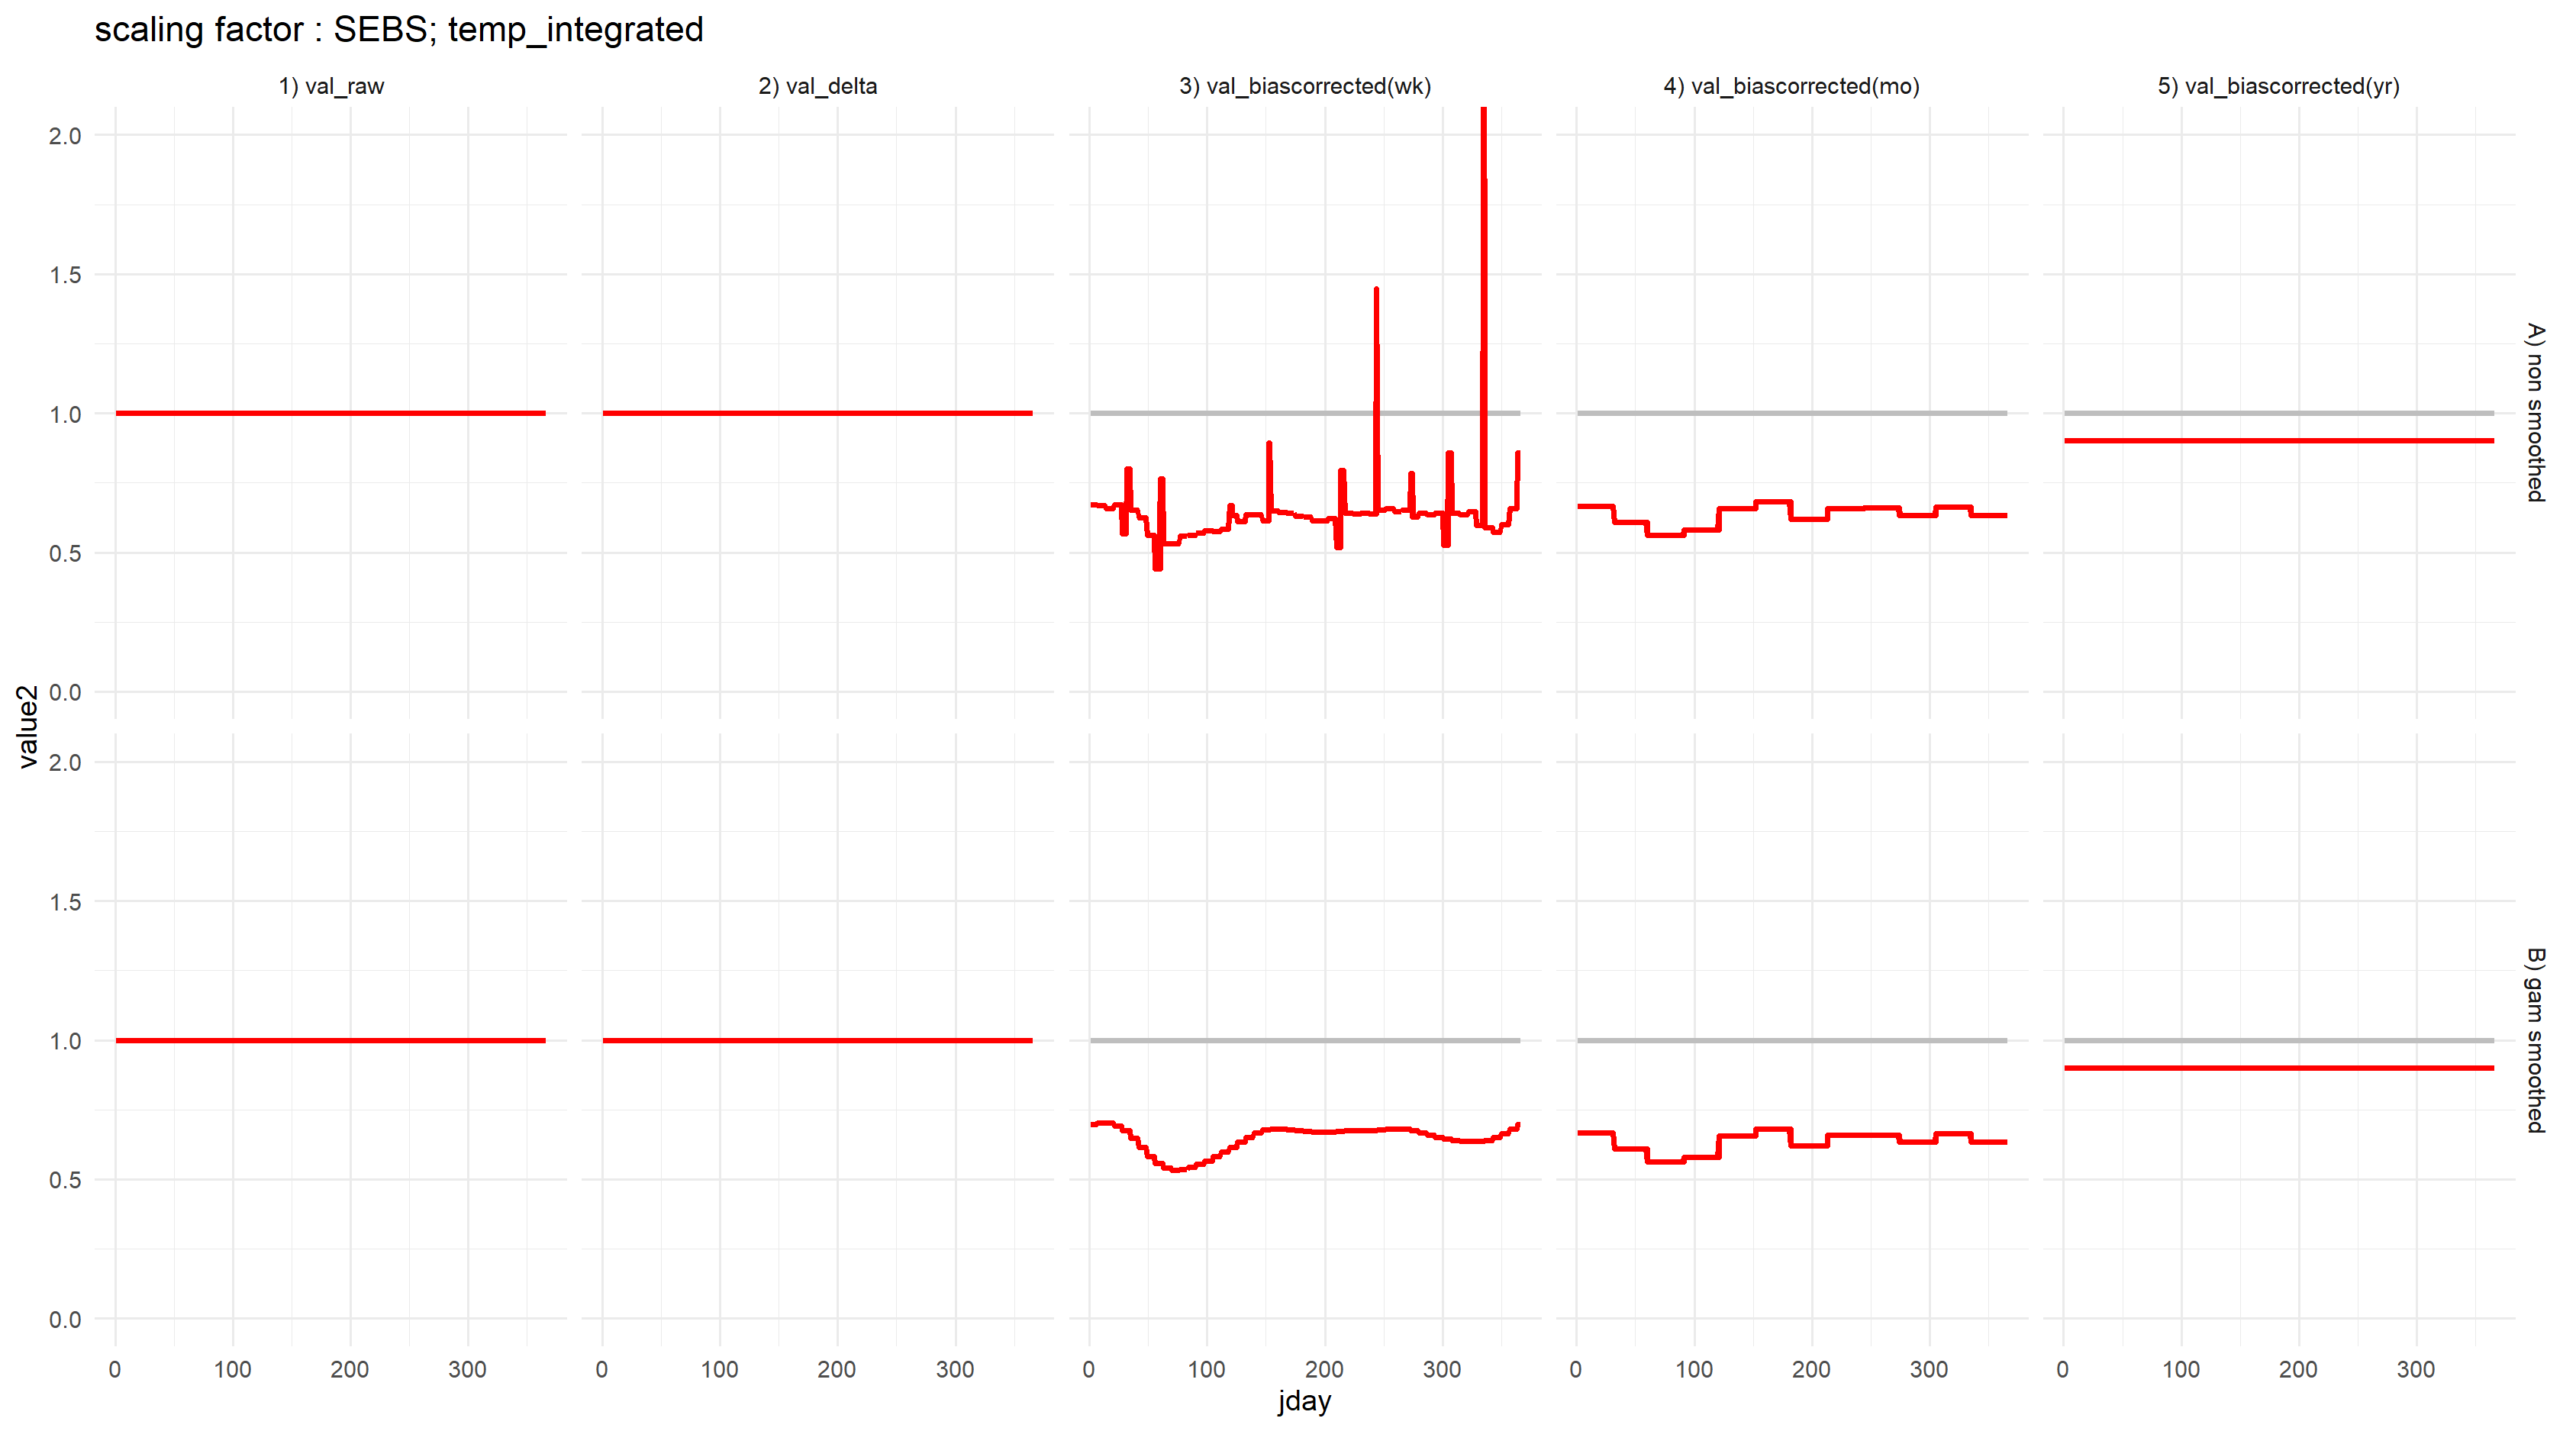 scaling factor : SEBS; temp_integrated
1) val_raw
2) val_delta
3) val_biascorrected(wk)
4) val_biascorrected(mo)
5) val_biascorrected(yr)
2.0
1.5
1.0
0.5
0.0
A) non smoothed
value2
2.0
1.5
1.0
0.5
0.0
B) gam smoothed
0 100 200 300
0 100 200 300
0 100 200 300
0 100 200 300
0 100 200 300
jday